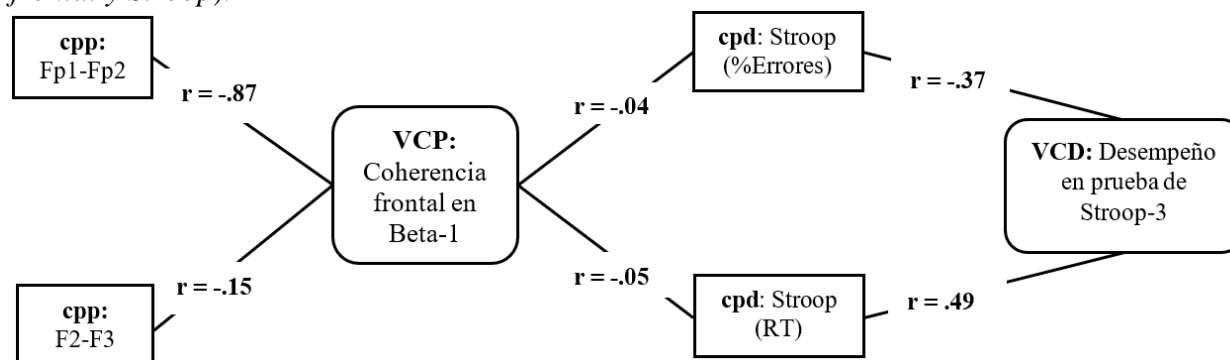 frontal y Stroop).
cpp:
Fp1-Fp2
r = -.87
cpp:
F2-F3
r = -.15
VCP:
Coherencia
frontal en
Beta-1
r = -.04
r = -.05
cpd: Stroop
(%Errores)
cpd: Stroop
(RT)
r = -.37
r = .49
VCD: Desempeño
en prueba de
Stroop-3